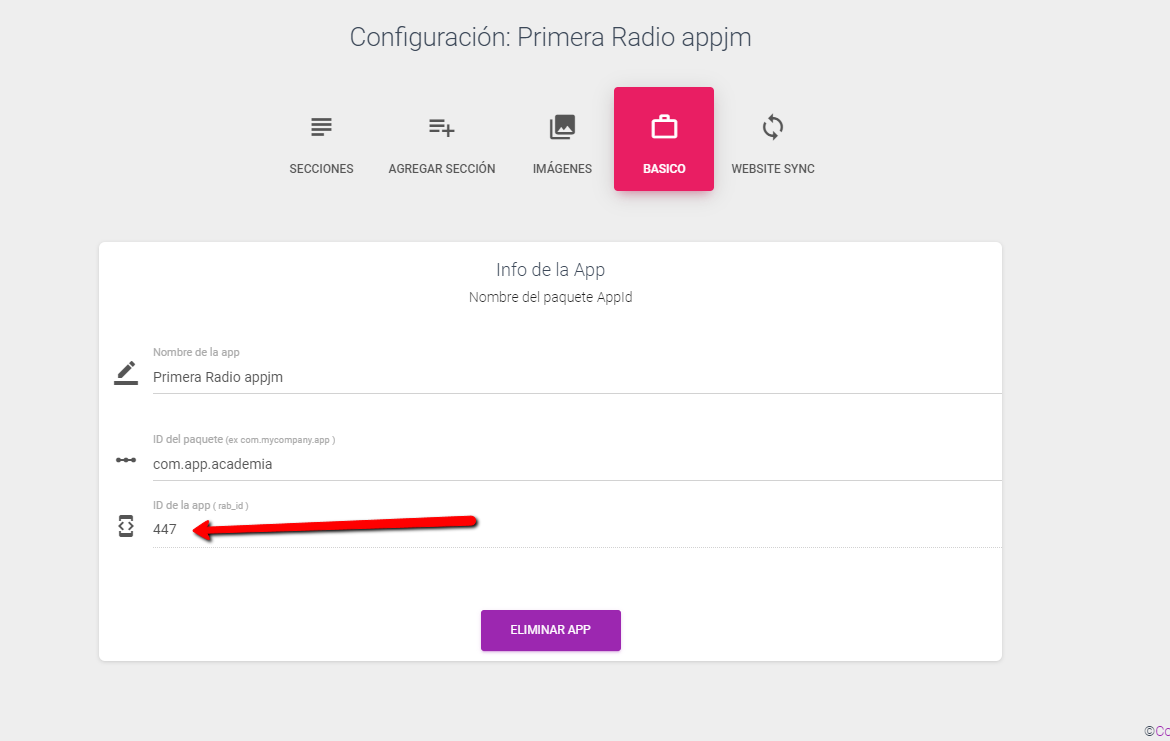 Configuración: Primera Radio appjm
SECCIONES
AGREGAR SECCIÓN
IMÁGENES
BASICO
WEBSITE SYNC
Info de la App
Nombre del paquete AppId
Nombre de la app
Primera Radio appjm
ID del paquete (ex com.mycompany.app )
com.app.academia
ID de la app ( rab_id )
447
ELIMINAR APP
©Co